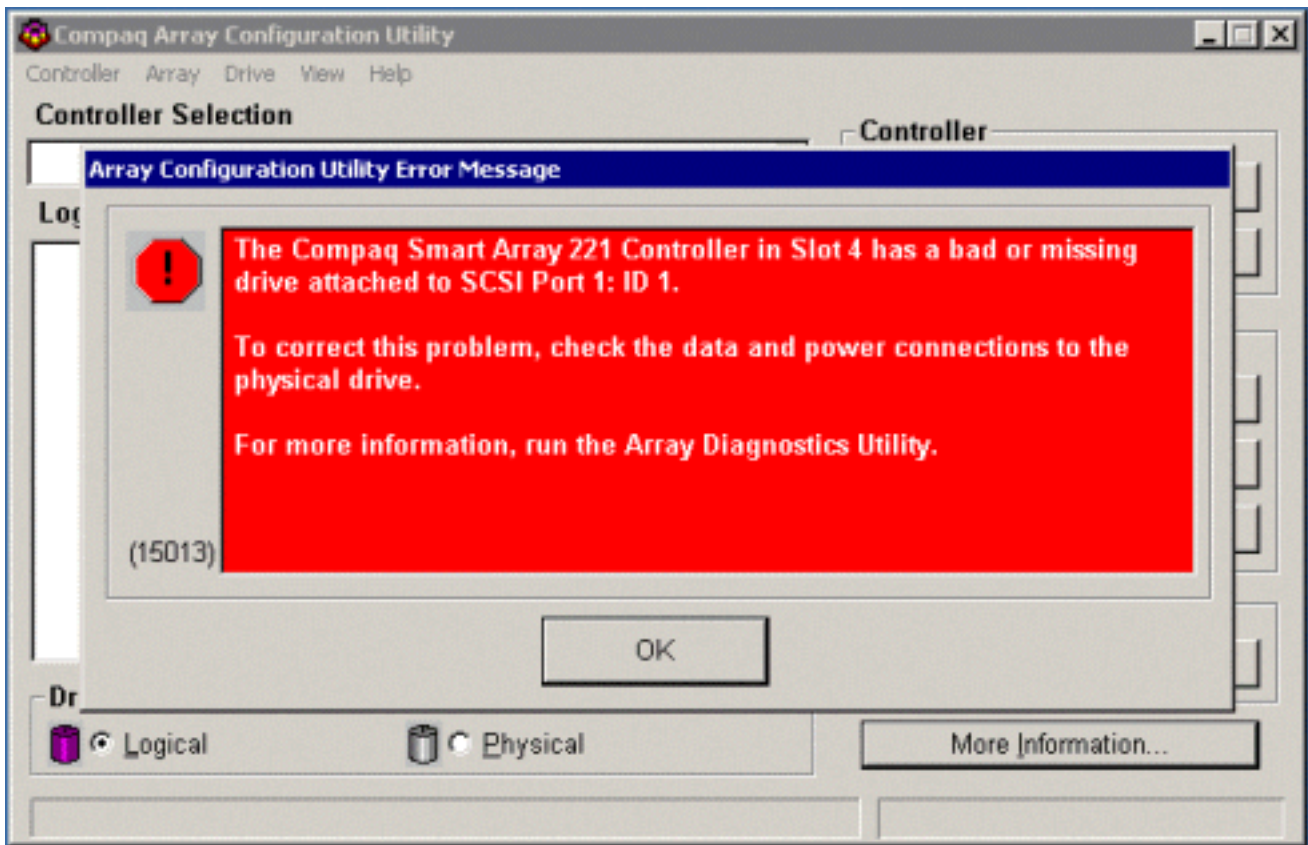 Compaq Array Configuration Utility
Controller Array Drive View Help
Controller Selection
Controller
Array Configuration Utility Error Message
Log
The Compaq Smart Array 221 Controller in Slot 4 has a bad or missing
drive attached to SCSI Port 1: ID 1.
To correct this problem, check the data and power connections to the
physical drive.
For more information, run the Array Diagnostics Utility.
(15013)
OK
Dr
Logical
Physical
More Information...